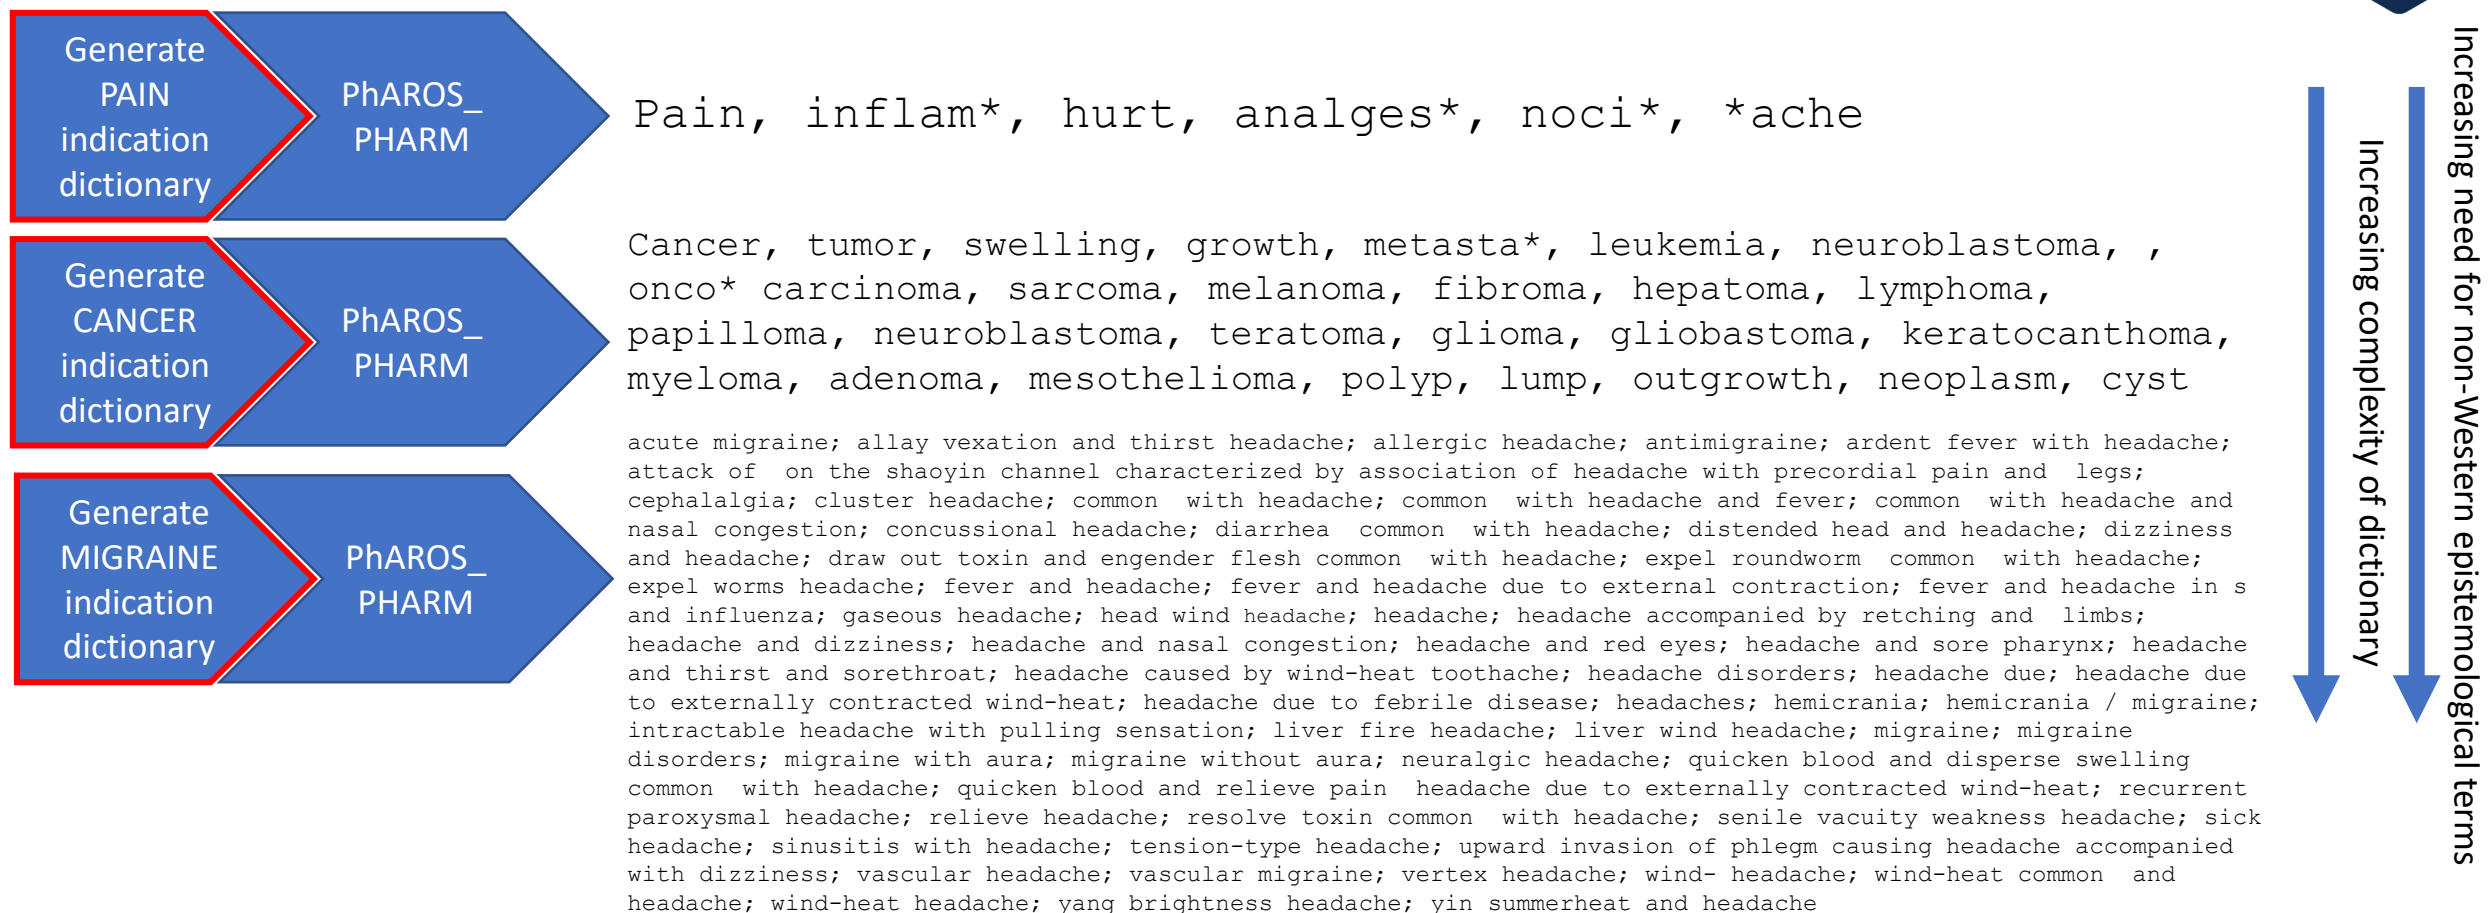 Generate
PAIN
indication
dictionary
PhAROS_
PHARM
Pain, inflam*, hurt, analges*, noci*, *ache
Generate
CANCER
indication
dictionary
PhAROS_
PHARM
Cancer, tumor, swelling, growth, metasta*, leukemia, neuroblastoma, ,
onco* carcinoma, sarcoma, melanoma, fibroma, hepatoma, lymphoma,
papilloma, neuroblastoma, teratoma, glioma, gliobastoma, keratocanthoma,
myeloma, adenoma, mesothelioma, polyp, lump, outgrowth, neoplasm, cyst
Generate
MIGRAINE
indication
dictionary
PhAROS_
PHARM
acute migraine; allay vexation and thirst headache; allergic headache; antimigraine; ardent fever with headache;
attack of  on the shaoyin channel characterized by association of headache with precordial pain and  legs;
cephalalgia; cluster headache; common  with headache; common  with headache and fever; common  with headache and
nasal congestion; concussional headache; diarrhea  common  with headache; distended head and headache; dizziness
and headache; draw out toxin and engender flesh common  with headache; expel roundworm  common  with headache;
expel worms headache; fever and headache; fever and headache due to external contraction; fever and headache in s
and influenza; gaseous headache; head wind headache; headache; headache accompanied by retching and  limbs;
headache and dizziness; headache and nasal congestion; headache and red eyes; headache and sore pharynx; headache
and thirst and sorethroat; headache caused by wind-heat toothache; headache disorders; headache due; headache due
to externally contracted wind-heat; headache due to febrile disease; headaches; hemicrania; hemicrania / migraine;
intractable headache with pulling sensation; liver fire headache; liver wind headache; migraine; migraine
disorders; migraine with aura; migraine without aura; neuralgic headache; quicken blood and disperse swelling
common  with headache; quicken blood and relieve pain  headache due to externally contracted wind-heat; recurrent
paroxysmal headache; relieve headache; resolve toxin common  with headache; senile vacuity weakness headache; sick
headache; sinusitis with headache; tension-type headache; upward invasion of phlegm causing headache accompanied
with dizziness; vascular headache; vascular migraine; vertex headache; wind- headache; wind-heat common  and
headache; wind-heat headache; yang brightness headache; yin summerheat and headache
Increasing complexity of dictionary
Increasing need for non-Western epistemological terms